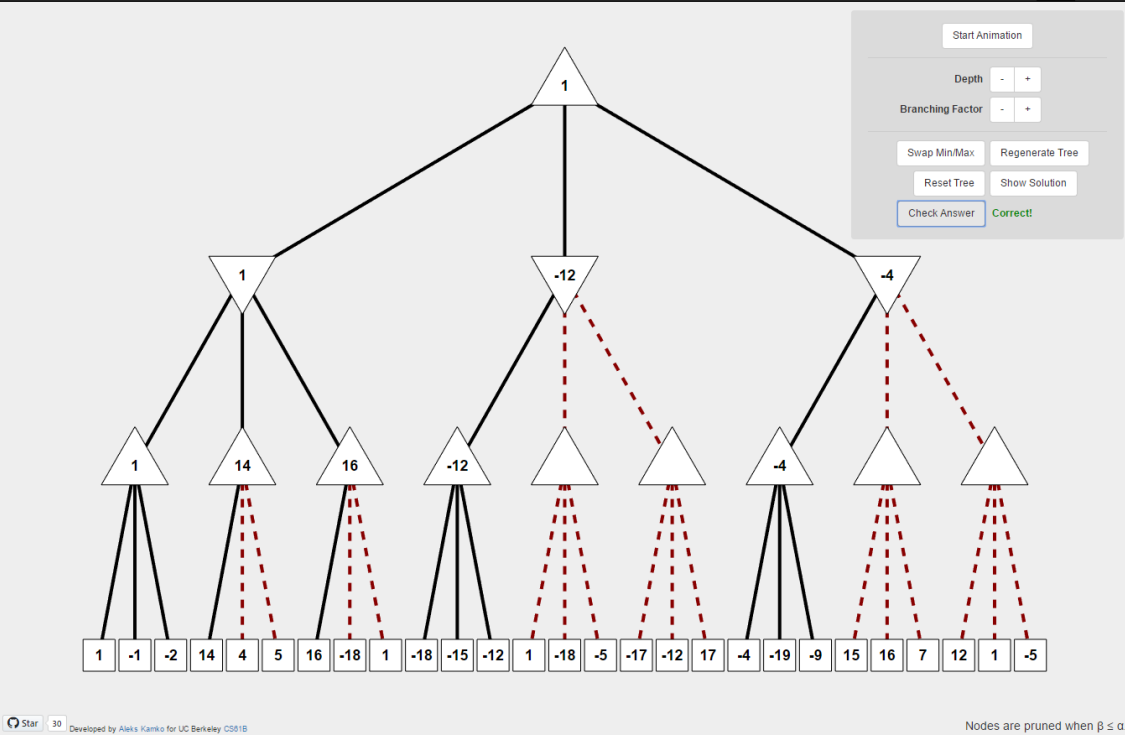 Start Animation
1
Depth - +
Branching Factor - +
Swap Min/Max Regenerate Tree
Reset Tree Show Solution
Check Answer Correct!
1 -12 -4
1 14 16 -12 -4
1 -1 -2 14 4 5 16 -18 1 -18 -15 -12 1 -18 -5 -17 -12 17 -4 -19 -9 15 16 7 12 1 -5
Star 30 Developed by Aleks Kamko for UC Berkeley CS61B
Nodes are pruned when β ≤ α